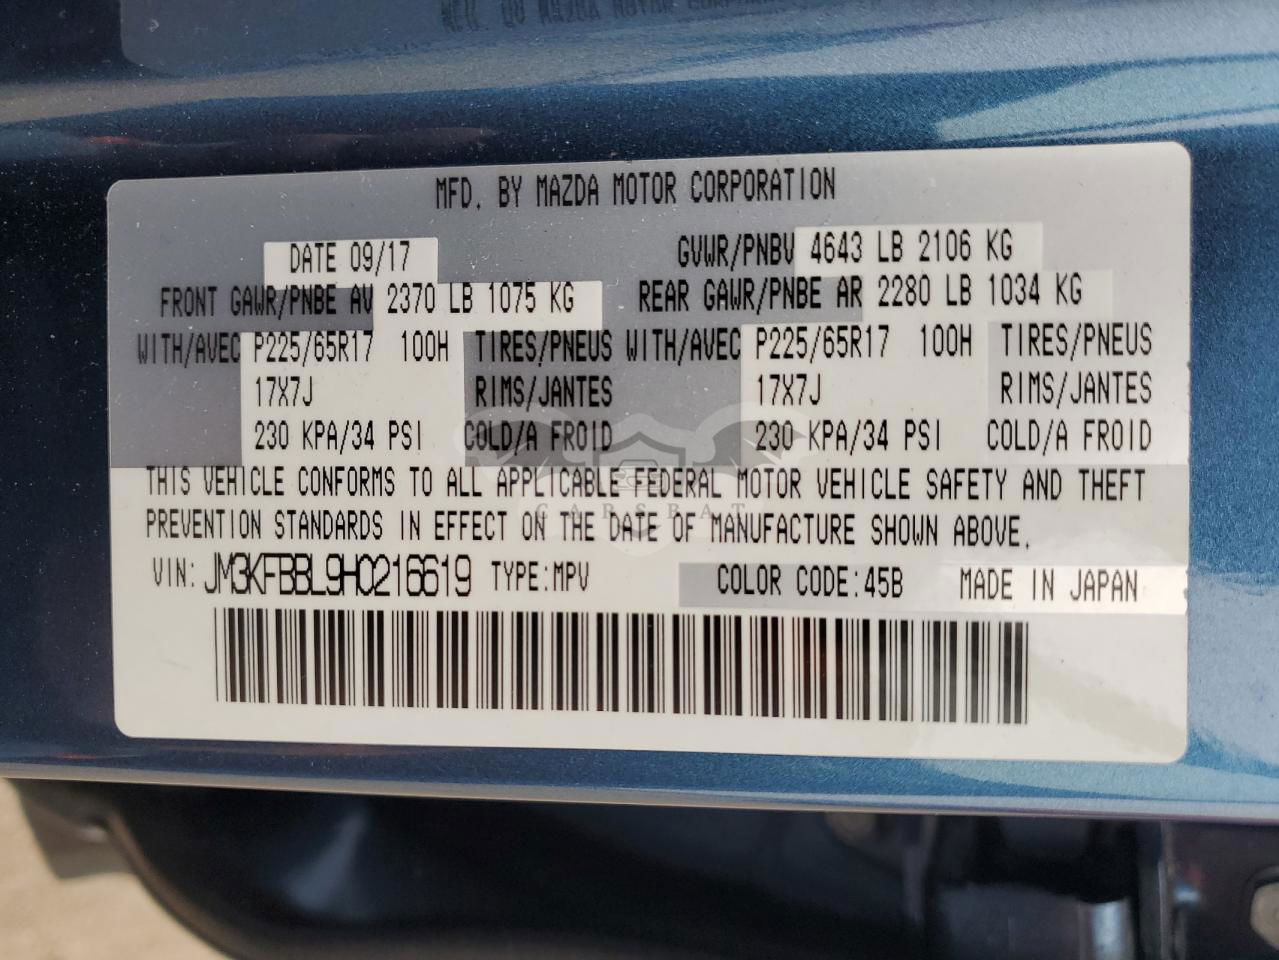 MFD. BY MAZDA MOTOR CORPORATION
DATE 09/17 GVWR/PNBV 4643 LB 2106 KG
FRONT GAWR/PNBE AV 2370 LB 1075 KG REAR GAWR/PNBE AR 2280 LB 1034 KG
WITH/AVEC P225/65R17 100H TIRES/PNEUS WITH/AVEC P225/65R17 100H TIRES/PNEUS
17X7J RIMS/JANTES 17X7J RIMS/JANTES
230 KPA/34 PSI COLD/A FROID 230 KPA/34 PSI COLD/A FROID
THIS VEHICLE CONFORMS TO ALL APPLICABLE FEDERAL MOTOR VEHICLE SAFETY AND THEFT
CARSBAT
PREVENTION STANDARDS IN EFFECT ON THE DATE OF MANUFACTURE SHOWN ABOVE.
VIN: JM3KFBBL9H0216619 TYPE:MPV COLOR CODE:45B MADE IN JAPAN